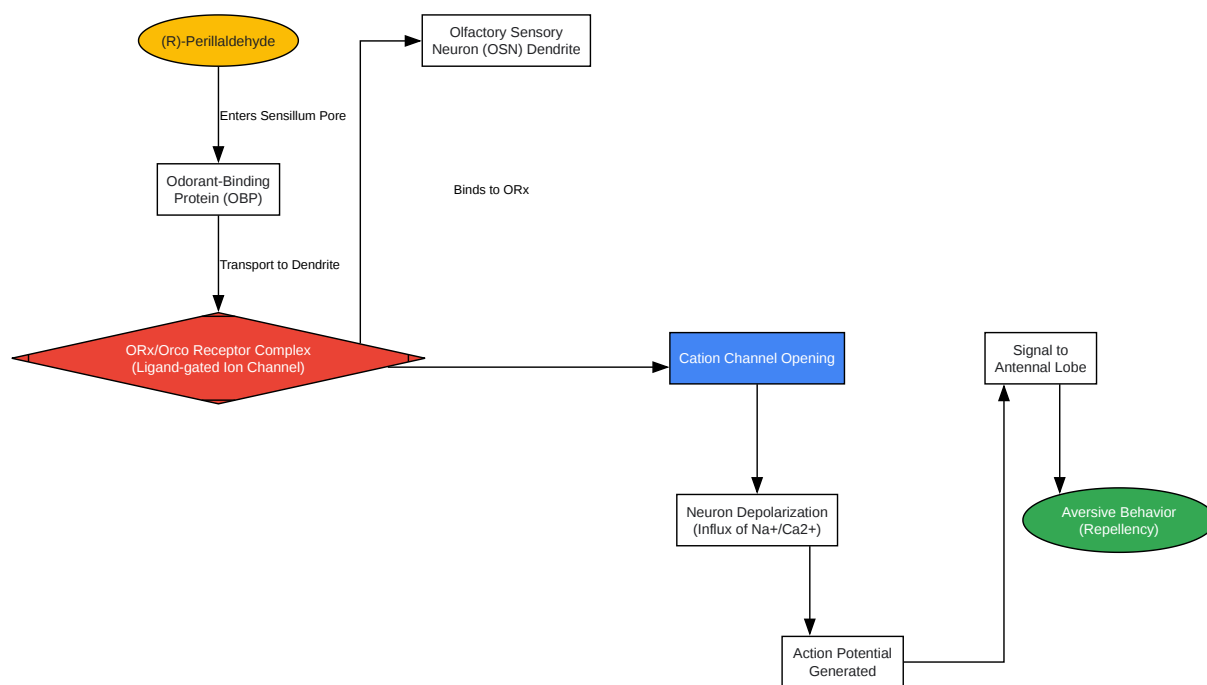 (R)-Perillaldehyde
Olfactory Sensory
Neuron (OSN) Dendrite
Enters Sensillum Pore
Odorant-Binding
Protein (OBP)
Binds to ORx
Transport to Dendrite
ORx/Orco Receptor Complex
(Ligand-gated Ion Channel)
Cation Channel Opening
Signal to
Antennal Lobe
Neuron Depolarization
(Influx of Na+/Ca2+)
Aversive Behavior
(Repellency)
Action Potential
Generated